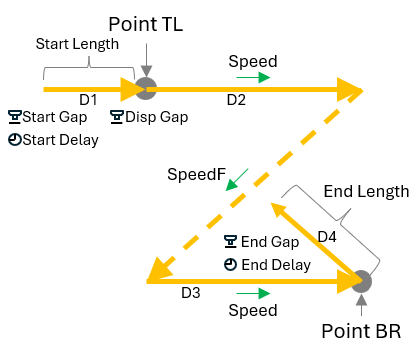 Point TL
Start Length
Speed
D1
D2
Start Gap
Disp Gap
Start Delay
SpeedF
End Length
End Gap
D4
End Delay
D3
Speed
Point BR